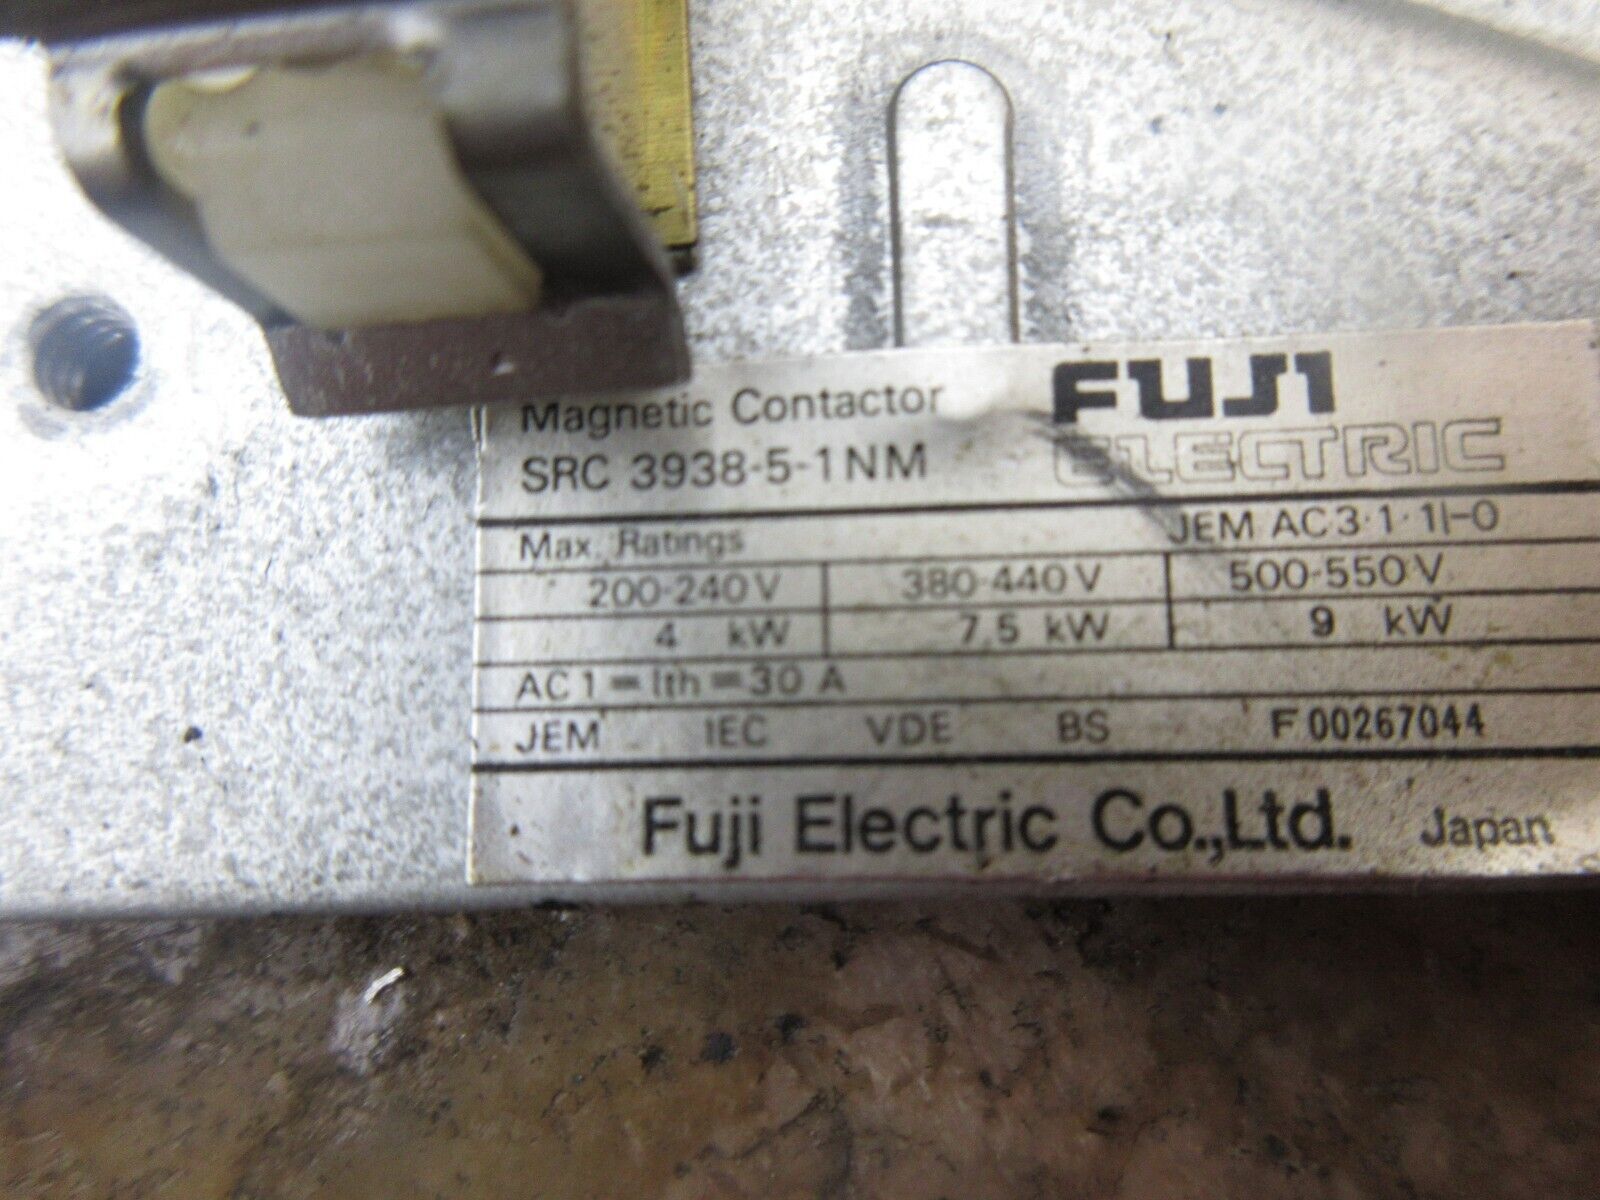 Magnetic Contactor FUJI
SRC 3938-5-1NM ELECTRIC
Max. Ratings JEM AC3·1·1|-0
200-240V 380-440V 500-550V
4 kW 7,5 kW 9 kW
AC1=Ith=30 A
JEM IEC VDE BS F00267044
Fuji Electric Co.,Ltd. Japan